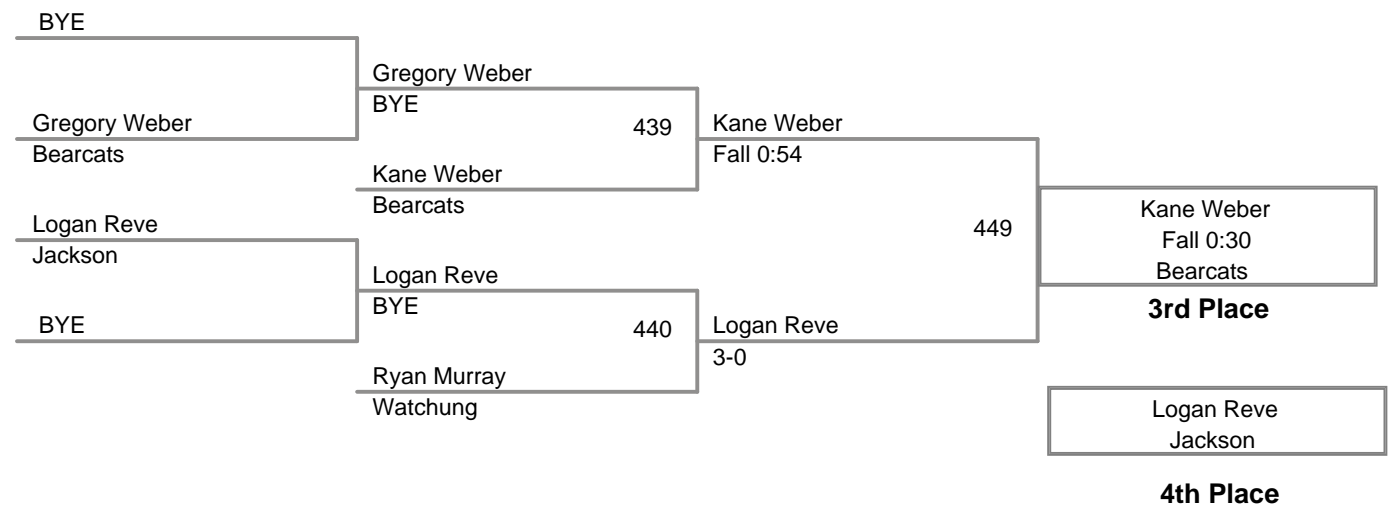 BYE
Gregory Weber
Bearcats
Logan Reve
Jackson
BYE
Gregory Weber
BYE
439
Kane Weber
Bearcats
Logan Reve
BYE
440
Ryan Murray
Watchung
Kane Weber
Fall 0:54
449
Logan Reve
3-0
Kane Weber
Fall 0:30
Bearcats
3rd Place
Logan Reve
Jackson
4th Place